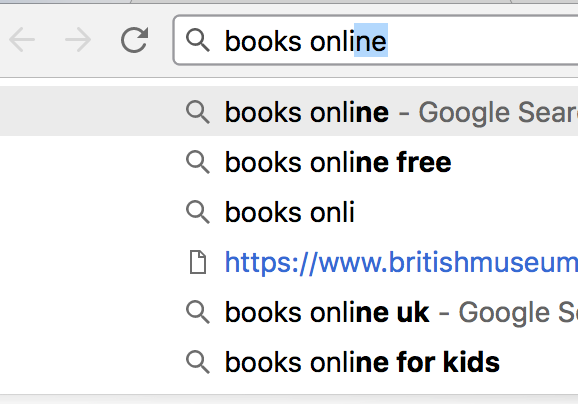 books online
books online - Google Sear
books online free
books onli
https://www.britishmuseum
books online uk - Google S
books online for kids